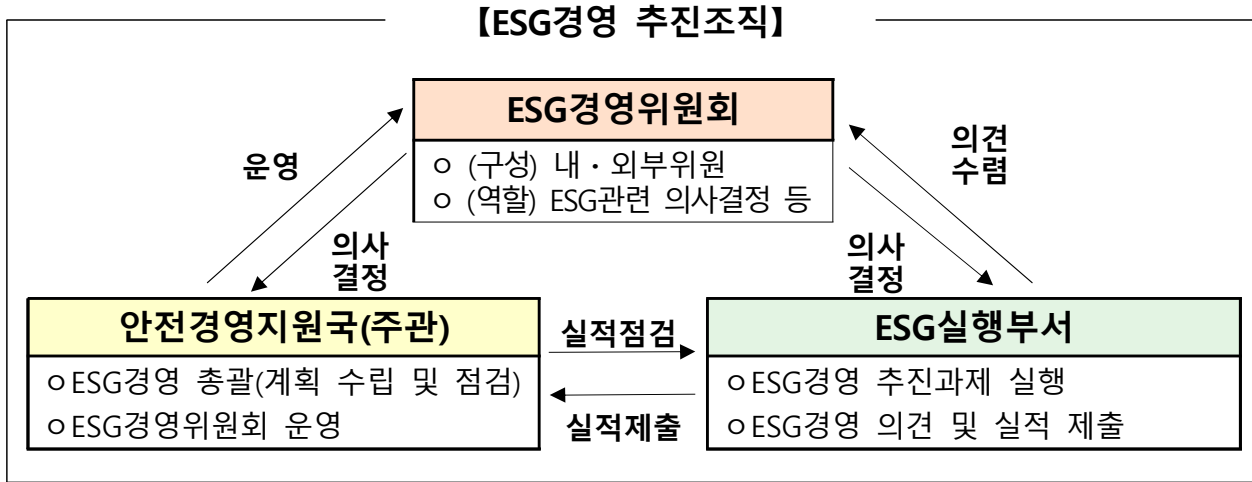 【ESG경영 추진조직】
ESG경영위원회
ㅇ (구성) 내・외부위원
ㅇ (역할) ESG관련 의사결정 등
운영
의견
수렴
의사
결정
의사
결정
안전경영지원국(주관)
ㅇESG경영 총괄(계획 수립 및 점검)
ㅇESG경영위원회 운영
실적점검
실적제출
ESG실행부서
ㅇESG경영 추진과제 실행
ㅇESG경영 의견 및 실적 제출